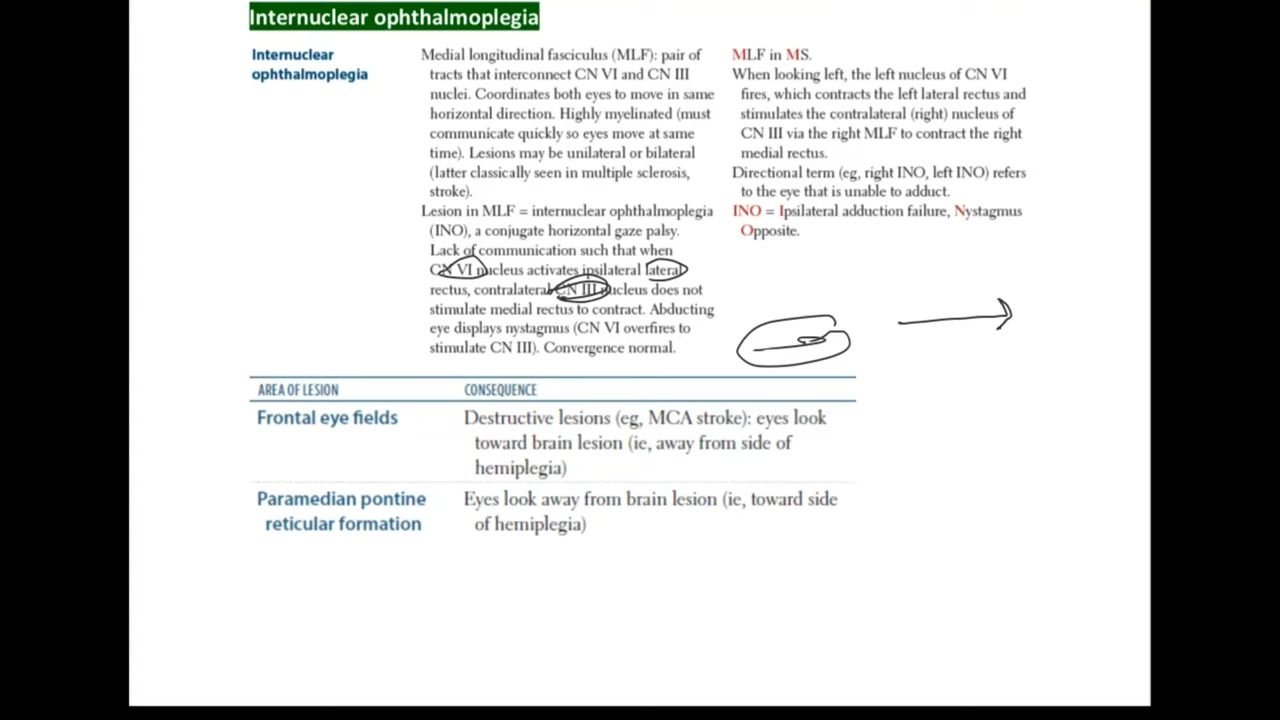 Internuclear ophthalmoplegia
Internuclear
ophthalmoplegia
Medial longitudinal fasciculus (MLF): pair of
tracts that interconnect CN VI and CN III
nuclei. Coordinates both eyes to move in same
horizontal direction. Highly myelinated (must
communicate quickly so eyes move at same
time). Lesions may be unilateral or bilateral
(latter classically seen in multiple sclerosis,
stroke).
Lesion in MLF = internuclear ophthalmoplegia
(INO), a conjugate horizontal gaze palsy.
Lack of communication such that when
CN VI nucleus activates ipsilateral lateral
rectus, contralateral CN III nucleus does not
stimulate medial rectus to contract. Abducting
eye displays nystagmus (CN VI overfires to
stimulate CN III). Convergence normal.
MLF in MS.
When looking left, the left nucleus of CN VI
fires, which contracts the left lateral rectus and
stimulates the contralateral (right) nucleus of
CN III via the right MLF to contract the right
medial rectus.
Directional term (eg, right INO, left INO) refers
to the eye that is unable to adduct.
INO = Ipsilateral adduction failure, Nystagmus
Opposite.
AREA OF LESION CONSEQUENCE
Frontal eye fields
Destructive lesions (eg, MCA stroke): eyes look
toward brain lesion (ie, away from side of
hemiplegia)
Paramedian pontine
reticular formation
Eyes look away from brain lesion (ie, toward side
of hemiplegia)